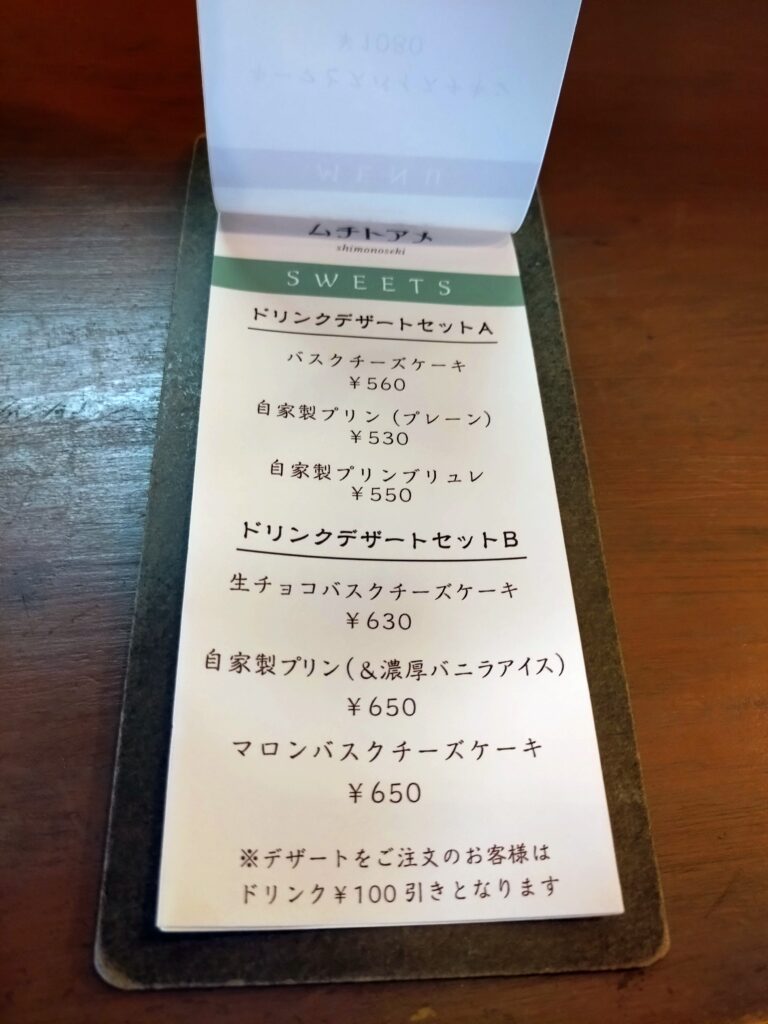 ¥1080
MENU
ムチトアメ
shimonoseki
SWEETS
ドリンクデザートセットA
バスクチーズケーキ
¥560
自家製プリン(プレーン)
¥530
自家製プリンブリュレ
¥550
ドリンクデザートセットB
生チョコバスクチーズケーキ
¥630
自家製プリン(&濃厚バニラアイス)
¥650
マロンバスクチーズケーキ
¥650
※デザートをご注文のお客様は
ドリンク¥100引きとなります